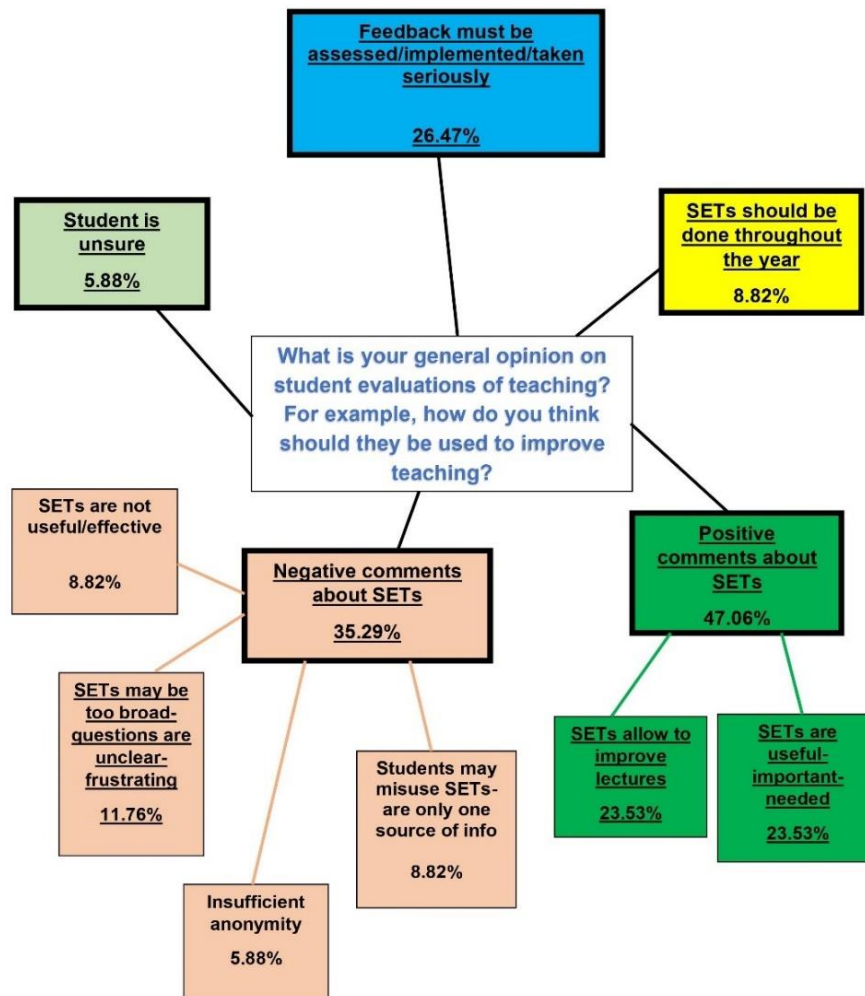 Feedback must be
assessed/implemented/taken
seriously
26.47%
Student is
unsure
5.88%
SETs should be
done throughout
the year
8.82%
What is your general opinion on
student evaluations of teaching?
For example, how do you think
should they be used to improve
teaching?
SETs are not
useful/effective
8.82%
Negative comments
about SETs
35.29%
Positive
comments about
SETs
47.06%
SETs may be
too broad-
questions are
unclear-
frustrating
11.76%
Students may
misuse SETs-
are only one
source of info
8.82%
Insufficient
anonymity
5.88%
SETs allow to
improve
lectures
23.53%
SETs are
useful-
important-
needed
23.53%